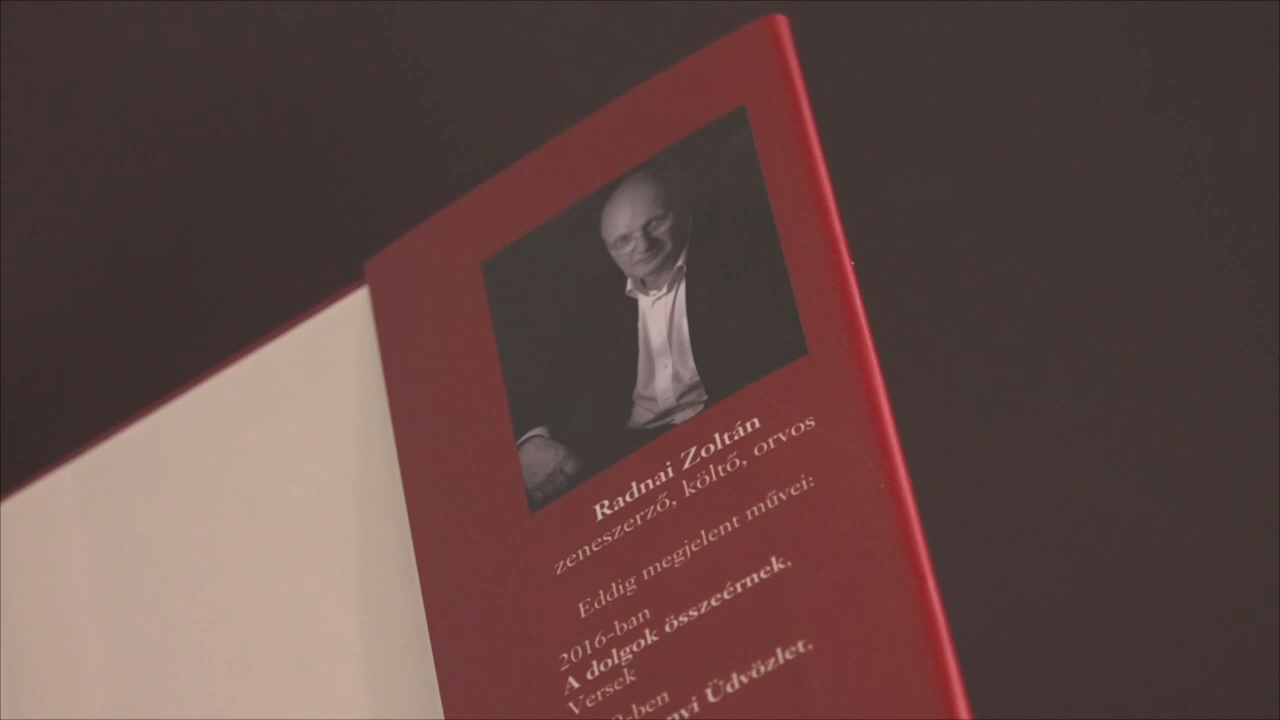 Radnai Zoltán
zeneszerző, költő, orvos
Eddig megjelent művei:
2016-ban
A dolgok összeérnek,
Versek
Üdvözlet,